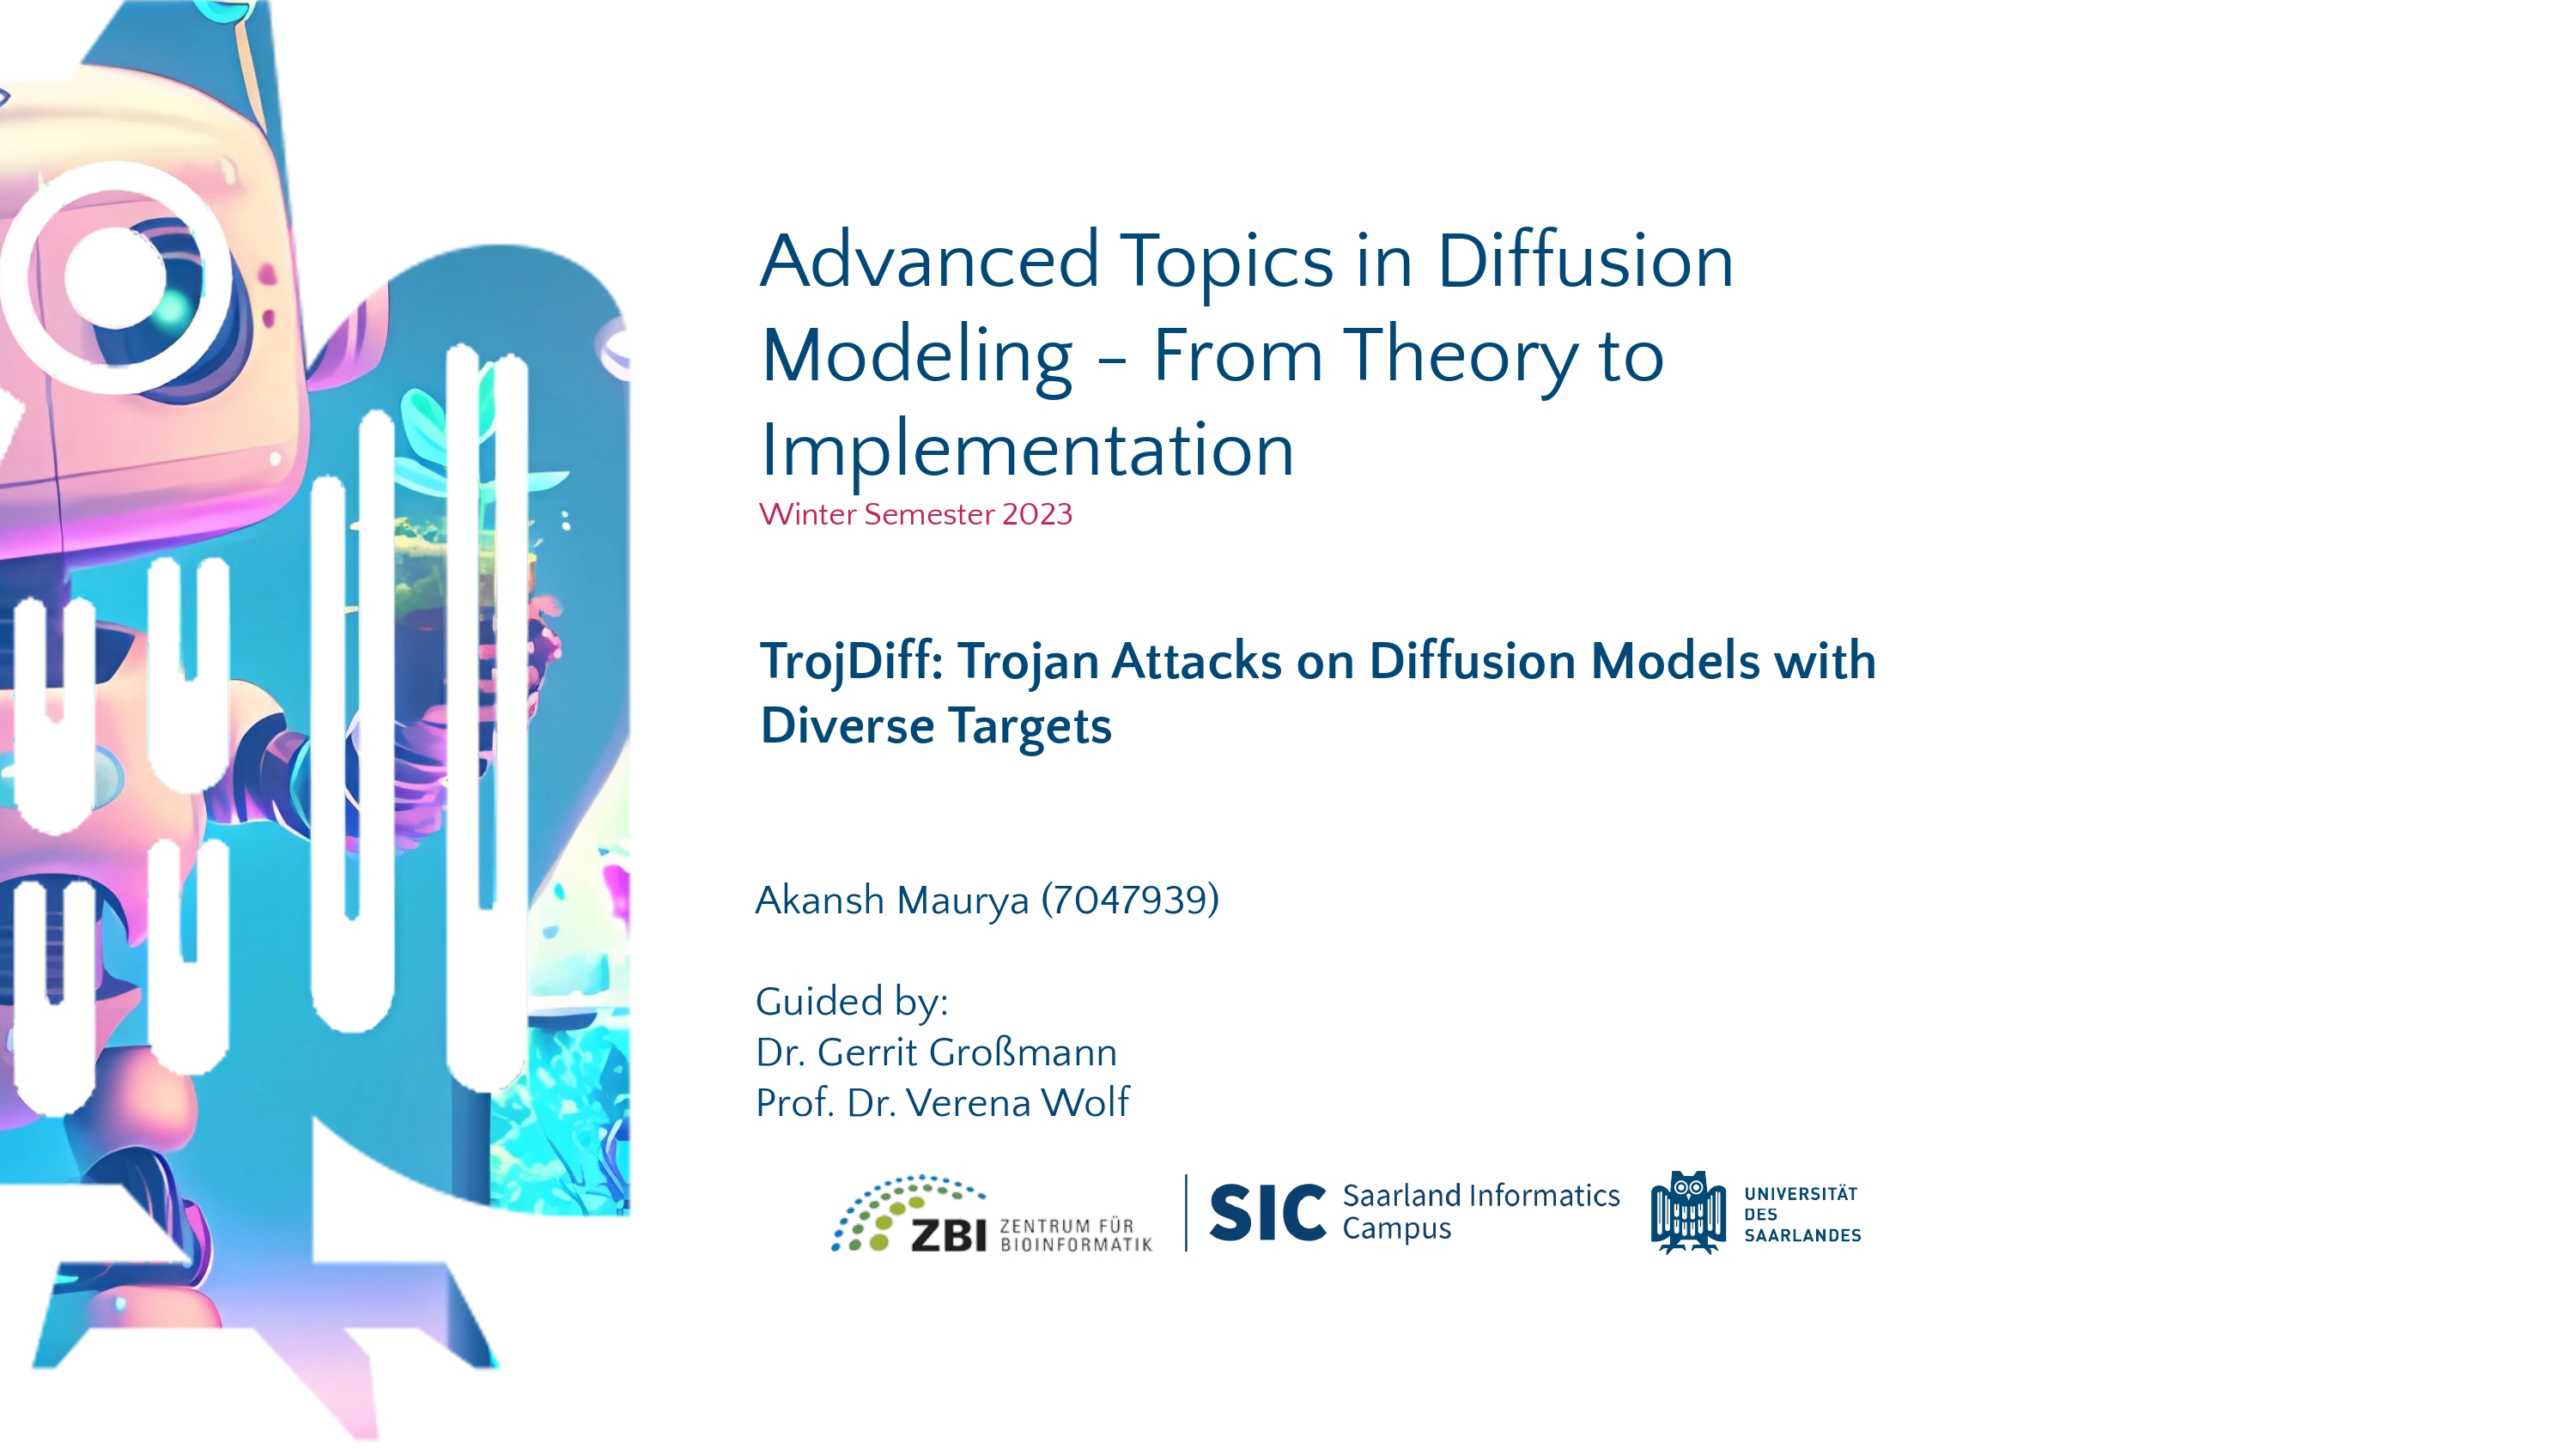 Advanced Topics in Diffusion
Modeling - From Theory to
Implementation
Winter Semester 2023
TrojDiff: Trojan Attacks on Diffusion Models with
Diverse Targets
Akansh Maurya (7047939)
Guided by:
Dr. Gerrit Großmann
Prof. Dr. Verena Wolf
ZBI ZENTRUM FÜR
BIOINFORMATIK
SIC Saarland Informatics
Campus
UNIVERSITÄT
DES
SAARLANDES